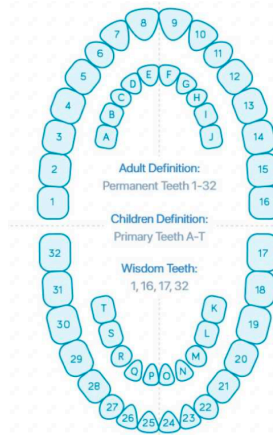 8 9
7 10
6 11
5 12
4 13
3 14
2 15
1 16
E F
D G
C H
B I
A J
Adult Definition:
Permanent Teeth 1-32
Children Definition:
Primary Teeth A-T
Wisdom Teeth:
1, 16, 17, 32
32 17
31 18
30 19
29 20
28 21
27 22
26 25 24 23
T K
S L
R M
Q P O N